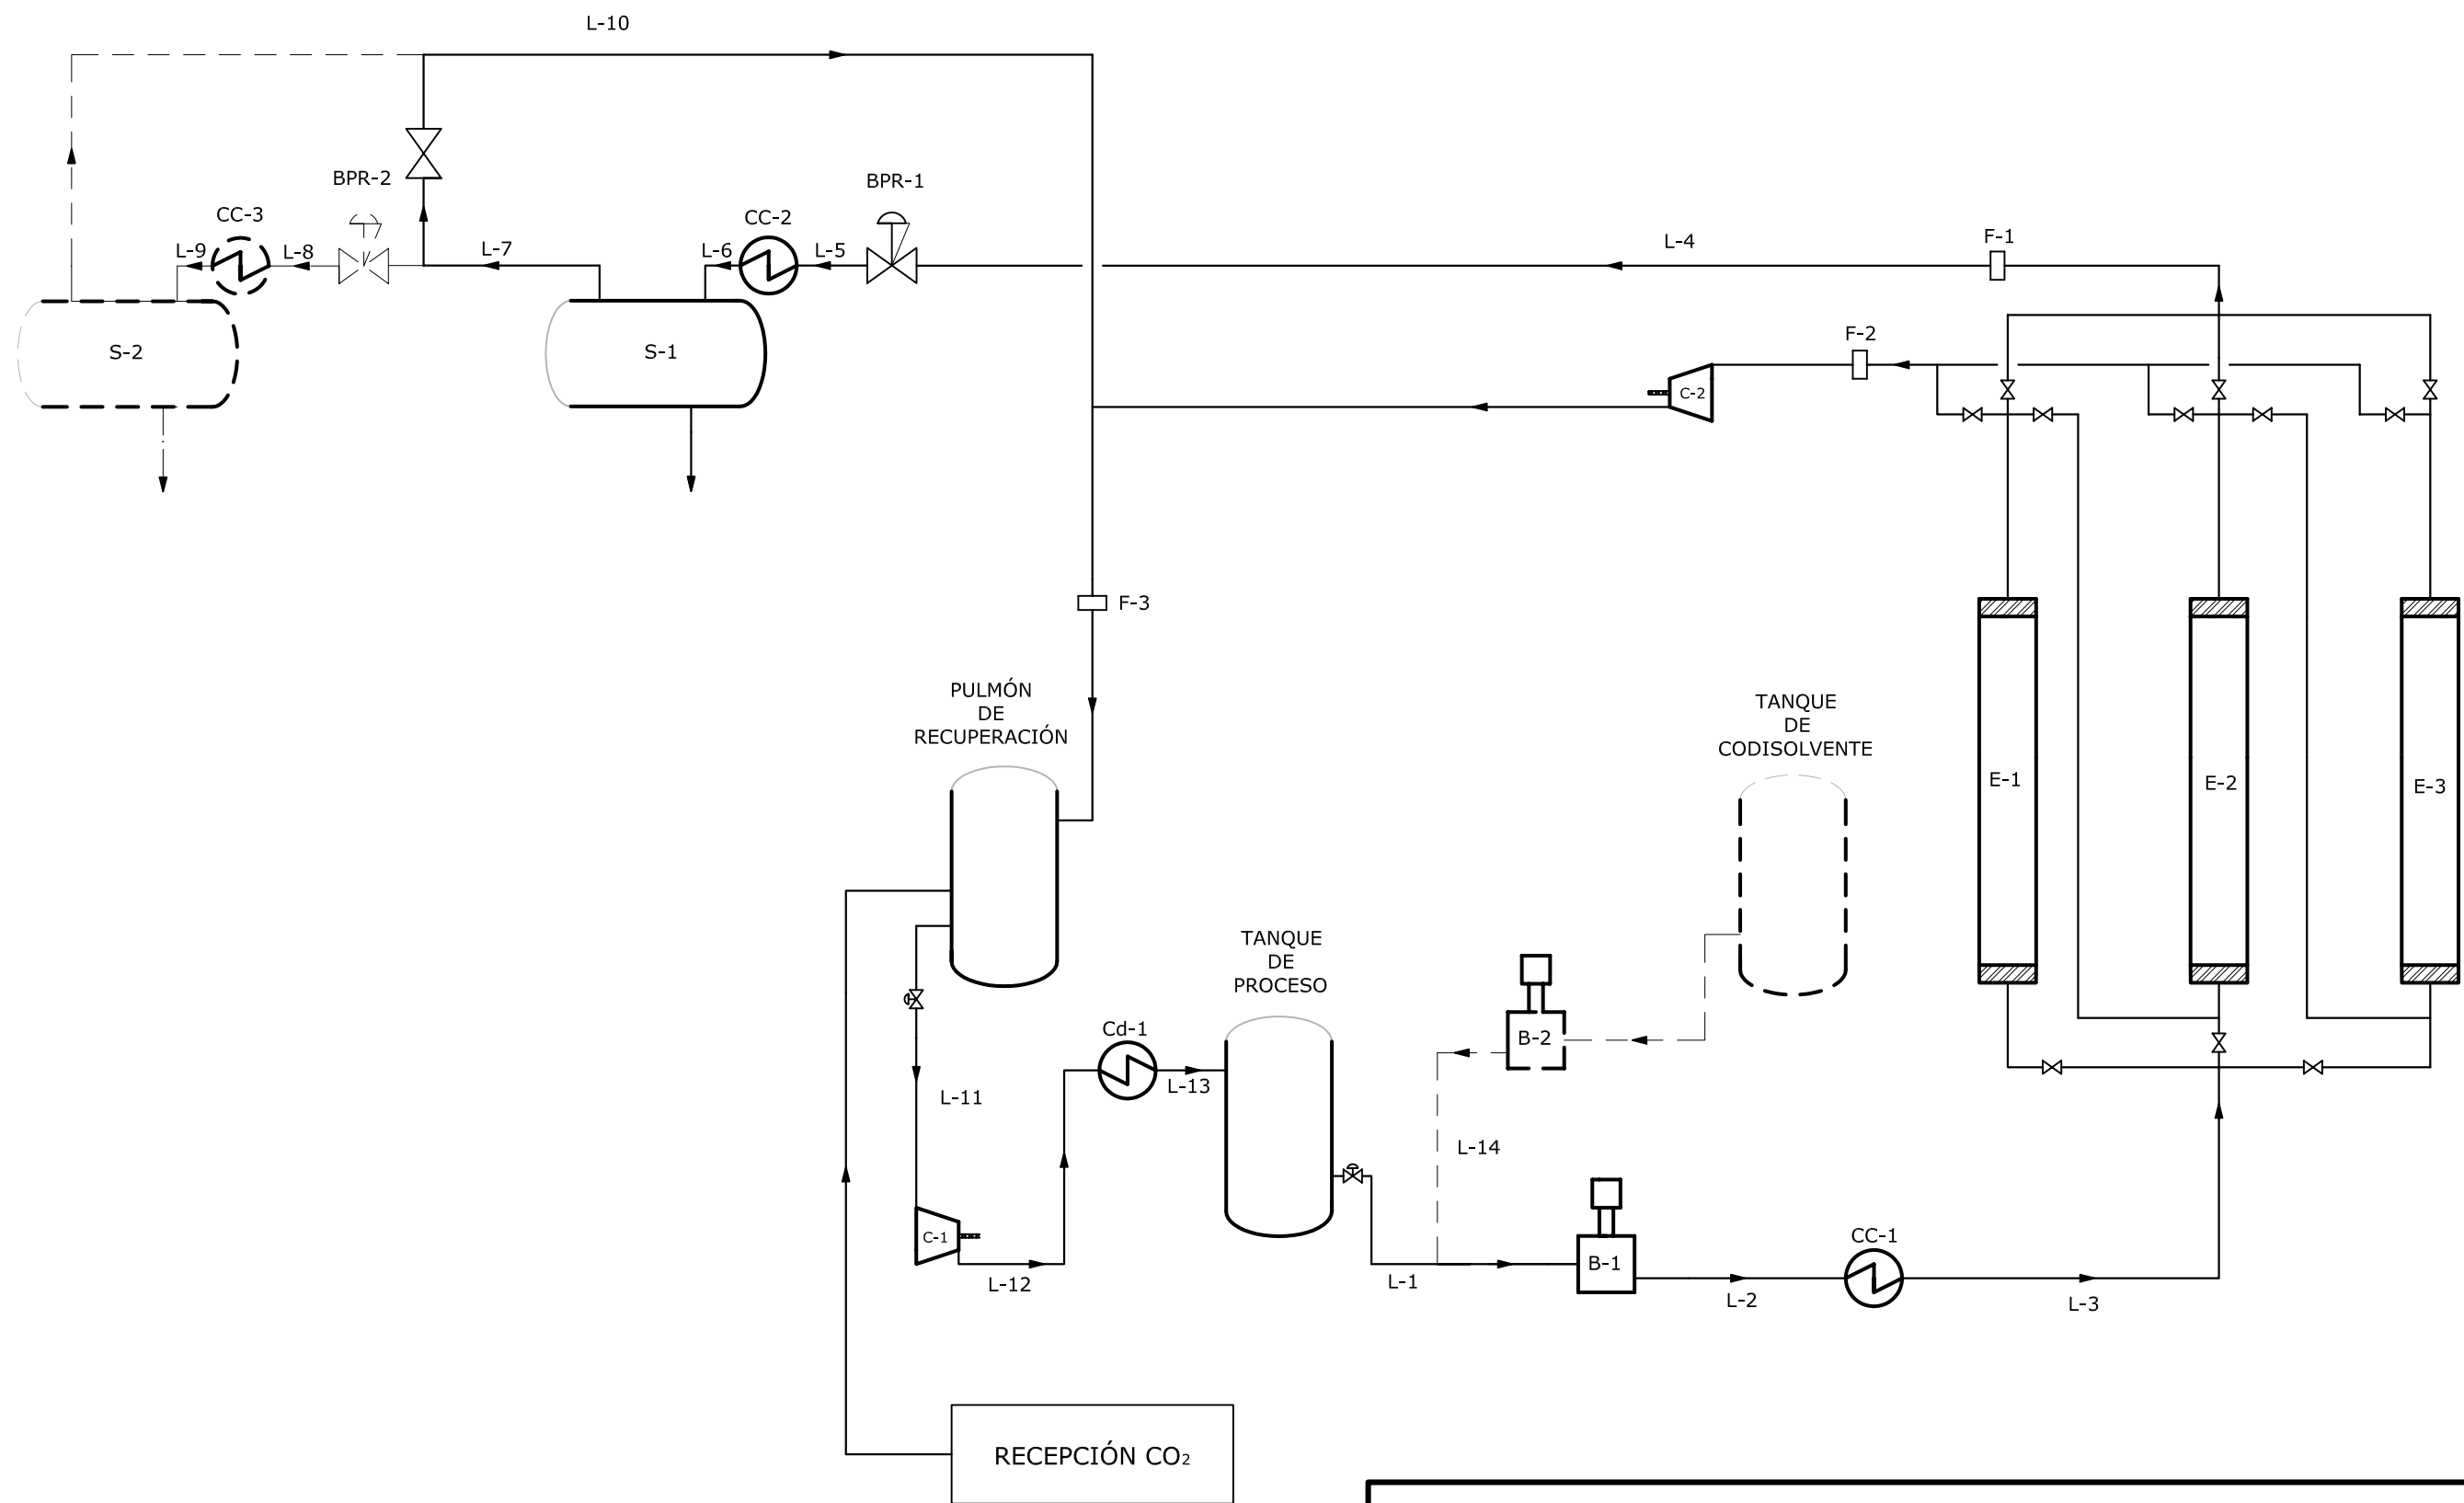 L-10
BPR-2
BPR-1
CC-3
CC-2
L-9
L-8
L-7
L-6
L-5
L-4
F-1
F-2
S-2
S-1
C-2
F-3
PULMÓN
DE
RECUPERACIÓN
TANQUE
DE
CODISOLVENTE
E-1
E-2
E-3
TANQUE
DE
PROCESO
Cd-1
B-2
L-11
L-13
L-14
C-1
CC-1
B-1
L-12
L-1
L-2
L-3
RECEPCIÓN CO₂